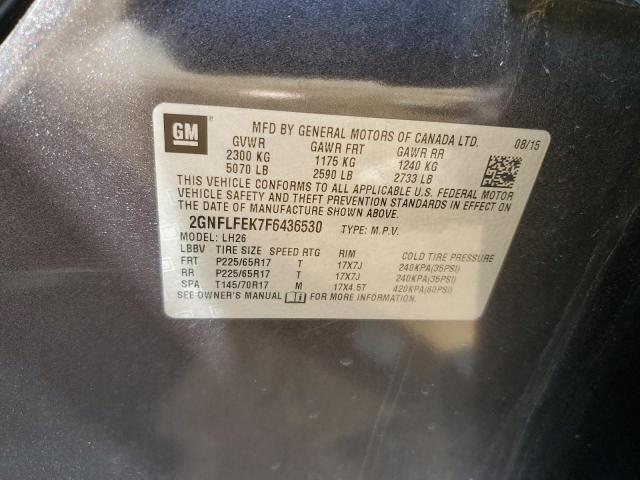 GM ®
MFD BY GENERAL MOTORS OF CANADA LTD. 08/15
GVWR GAWR FRT GAWR RR
2300 KG 1175 KG 1240 KG
5070 LB 2590 LB 2733 LB
THIS VEHICLE CONFORMS TO ALL APPLICABLE U.S. FEDERAL MOTOR
VEHICLE SAFETY AND THEFT PREVENTION STANDARDS IN EFFECT ON
THE DATE OF MANUFACTURE SHOWN ABOVE.
2GNFLFEK7F6436530 TYPE: M.P.V.
MODEL: LH26
LBBV TIRE SIZE SPEED RTG RIM COLD TIRE PRESSURE
FRT P225/65R17 T 17X7J 240KPA(35PSI)
RR P225/65R17 T 17X7J 240KPA(35PSI)
SPA T145/70R17 M 17X4.5T 420KPA(60PSI)
SEE OWNER'S MANUAL i FOR MORE INFORMATION.